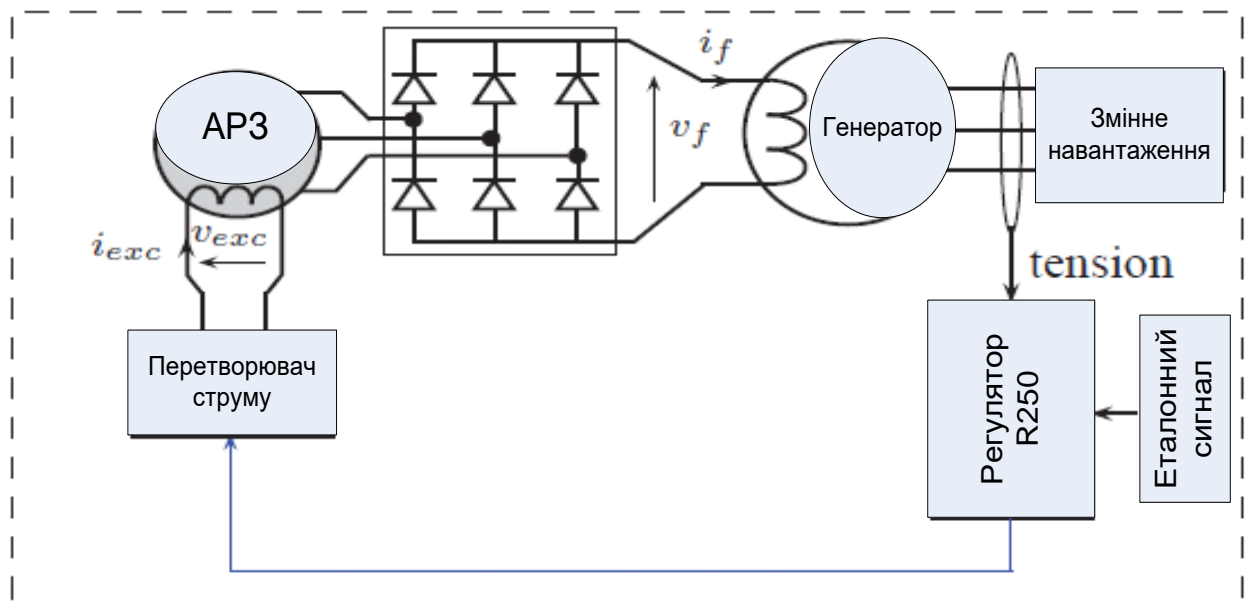 АРЗ
i_f
v_f
Генератор
Змінне
навантаження
i_exc
v_exc
tension
Перетворювач
струму
Регулятор
R250
Еталонний
сигнал